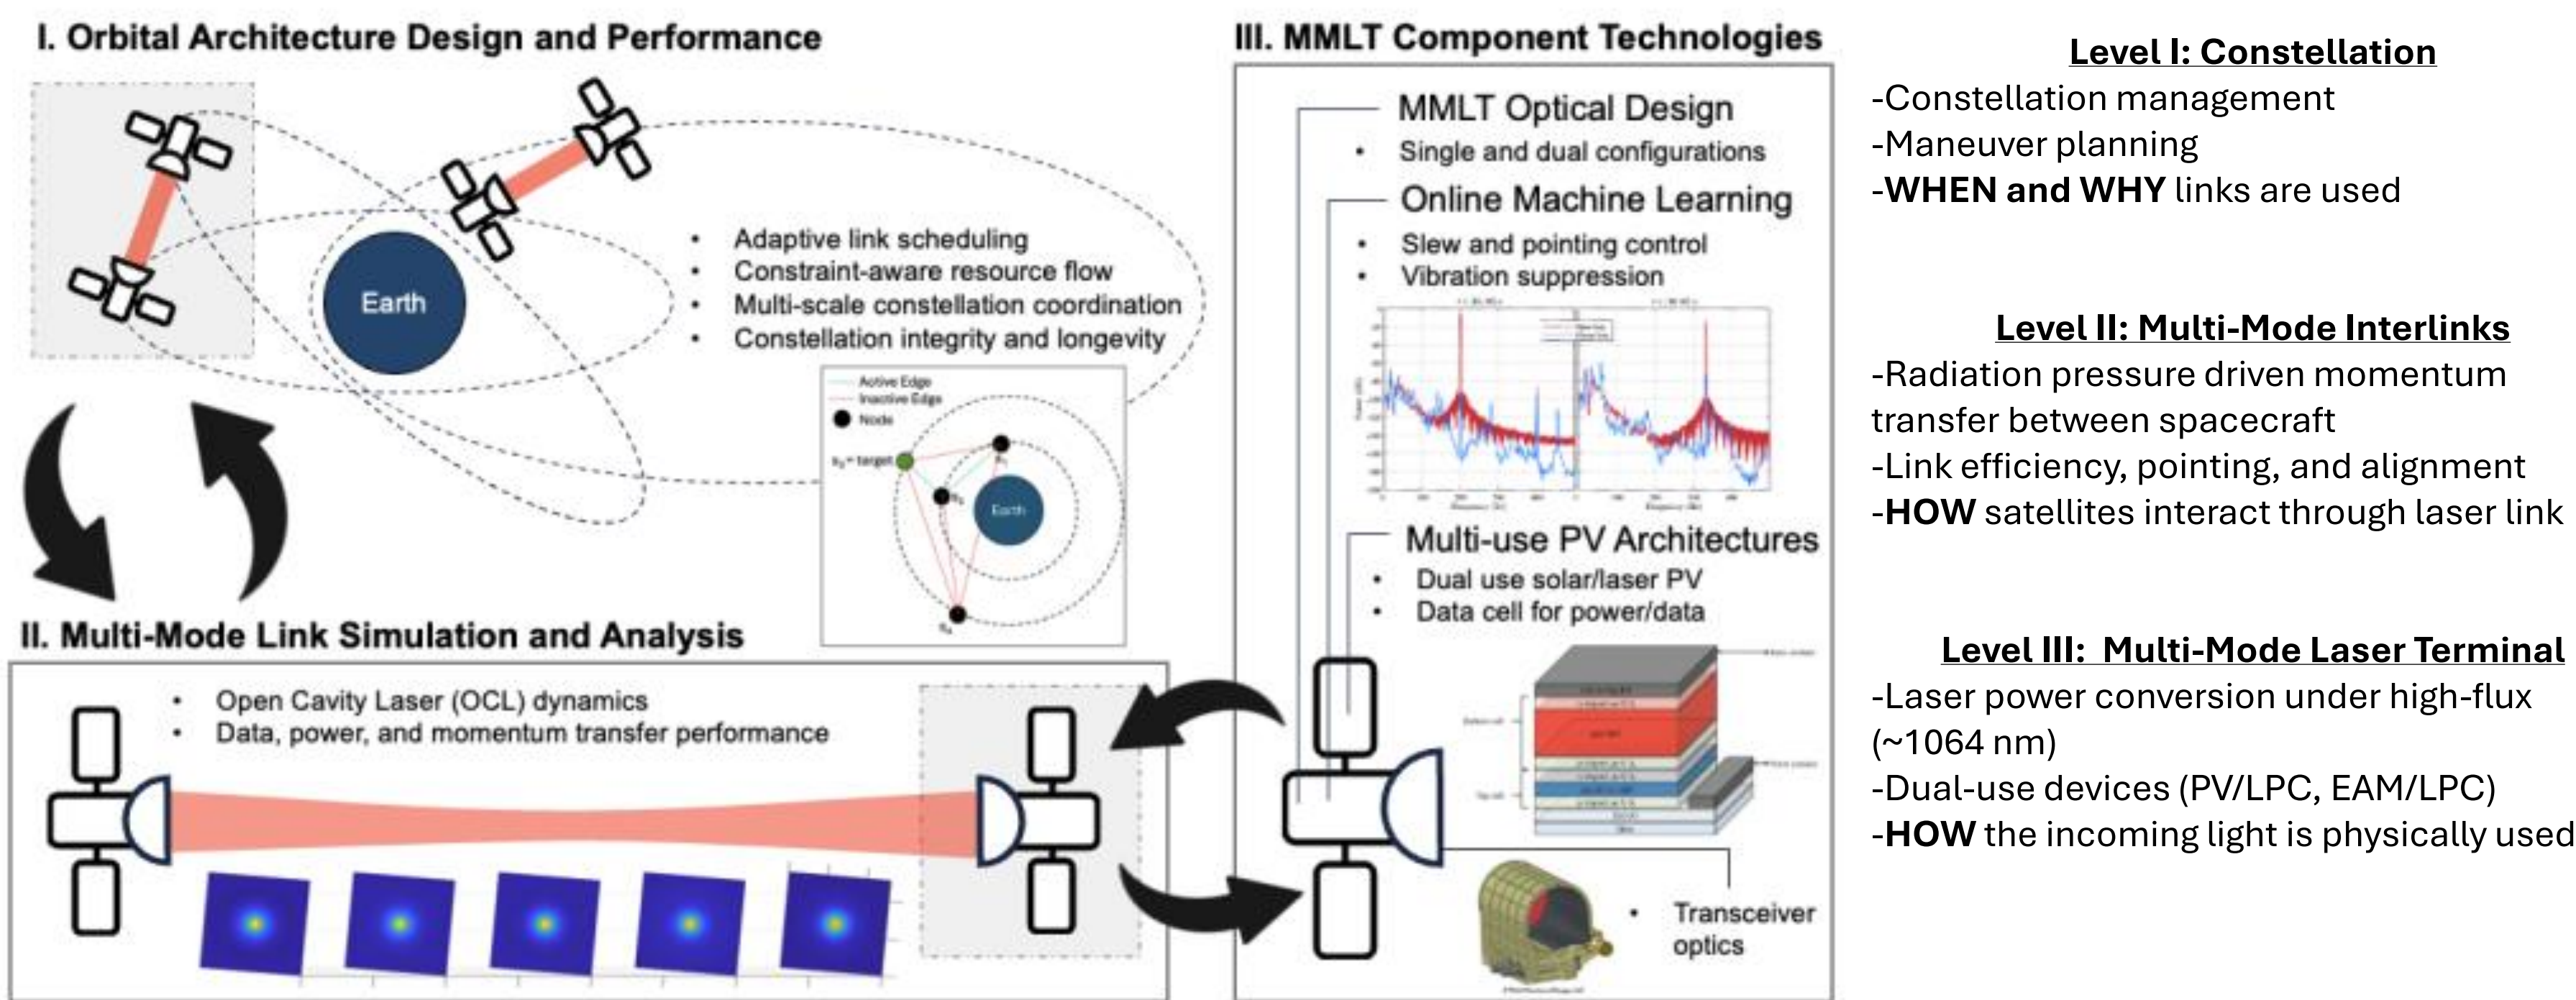 I. Orbital Architecture Design and Performance
Earth
• Adaptive link scheduling
• Constraint-aware resource flow
• Multi-scale constellation coordination
• Constellation integrity and longevity
Active Edge
Inactive Edge
Node
= target
Earth
II. Multi-Mode Link Simulation and Analysis
• Open Cavity Laser (OCL) dynamics
• Data, power, and momentum transfer performance
III. MMLT Component Technologies
MMLT Optical Design
• Single and dual configurations
Online Machine Learning
• Slew and pointing control
• Vibration suppression
Multi-use PV Architectures
• Dual use solar/laser PV
• Data cell for power/data
• Transceiver
optics
Level I: Constellation
-Constellation management
-Maneuver planning
-WHEN and WHY links are used
Level II: Multi-Mode Interlinks
-Radiation pressure driven momentum
transfer between spacecraft
-Link efficiency, pointing, and alignment
-HOW satellites interact through laser link
Level III: Multi-Mode Laser Terminal
-Laser power conversion under high-flux
(~1064 nm)
-Dual-use devices (PV/LPC, EAM/LPC)
-HOW the incoming light is physically used